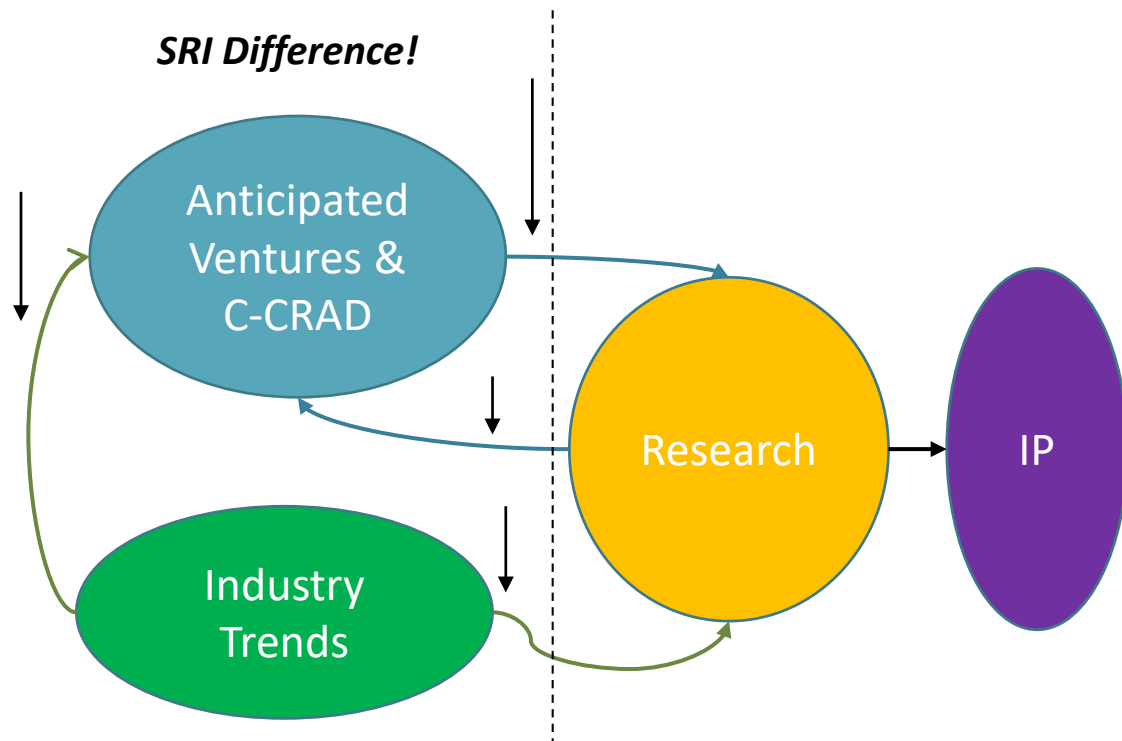 SRI Difference!
Anticipated
Ventures &
C-CRAD
Research
IP
Industry
Trends